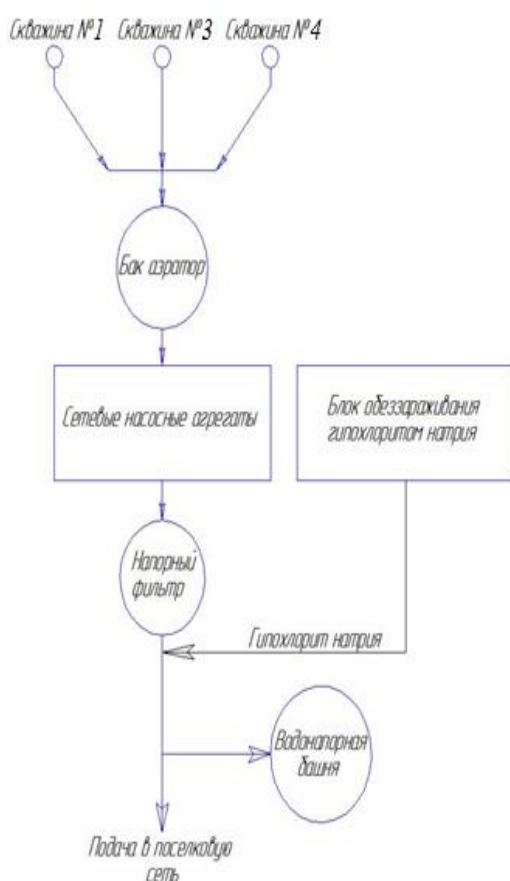 Скважина №1 Скважина №3 Скважина №4
Бак аэратор
Сетевые насосные агрегаты
Блок обеззараживания
гипохлоритом натрия
Напорный
фильтр
Гипохлорит натрия
Водонапорная
башня
Подача в поселковую
сеть